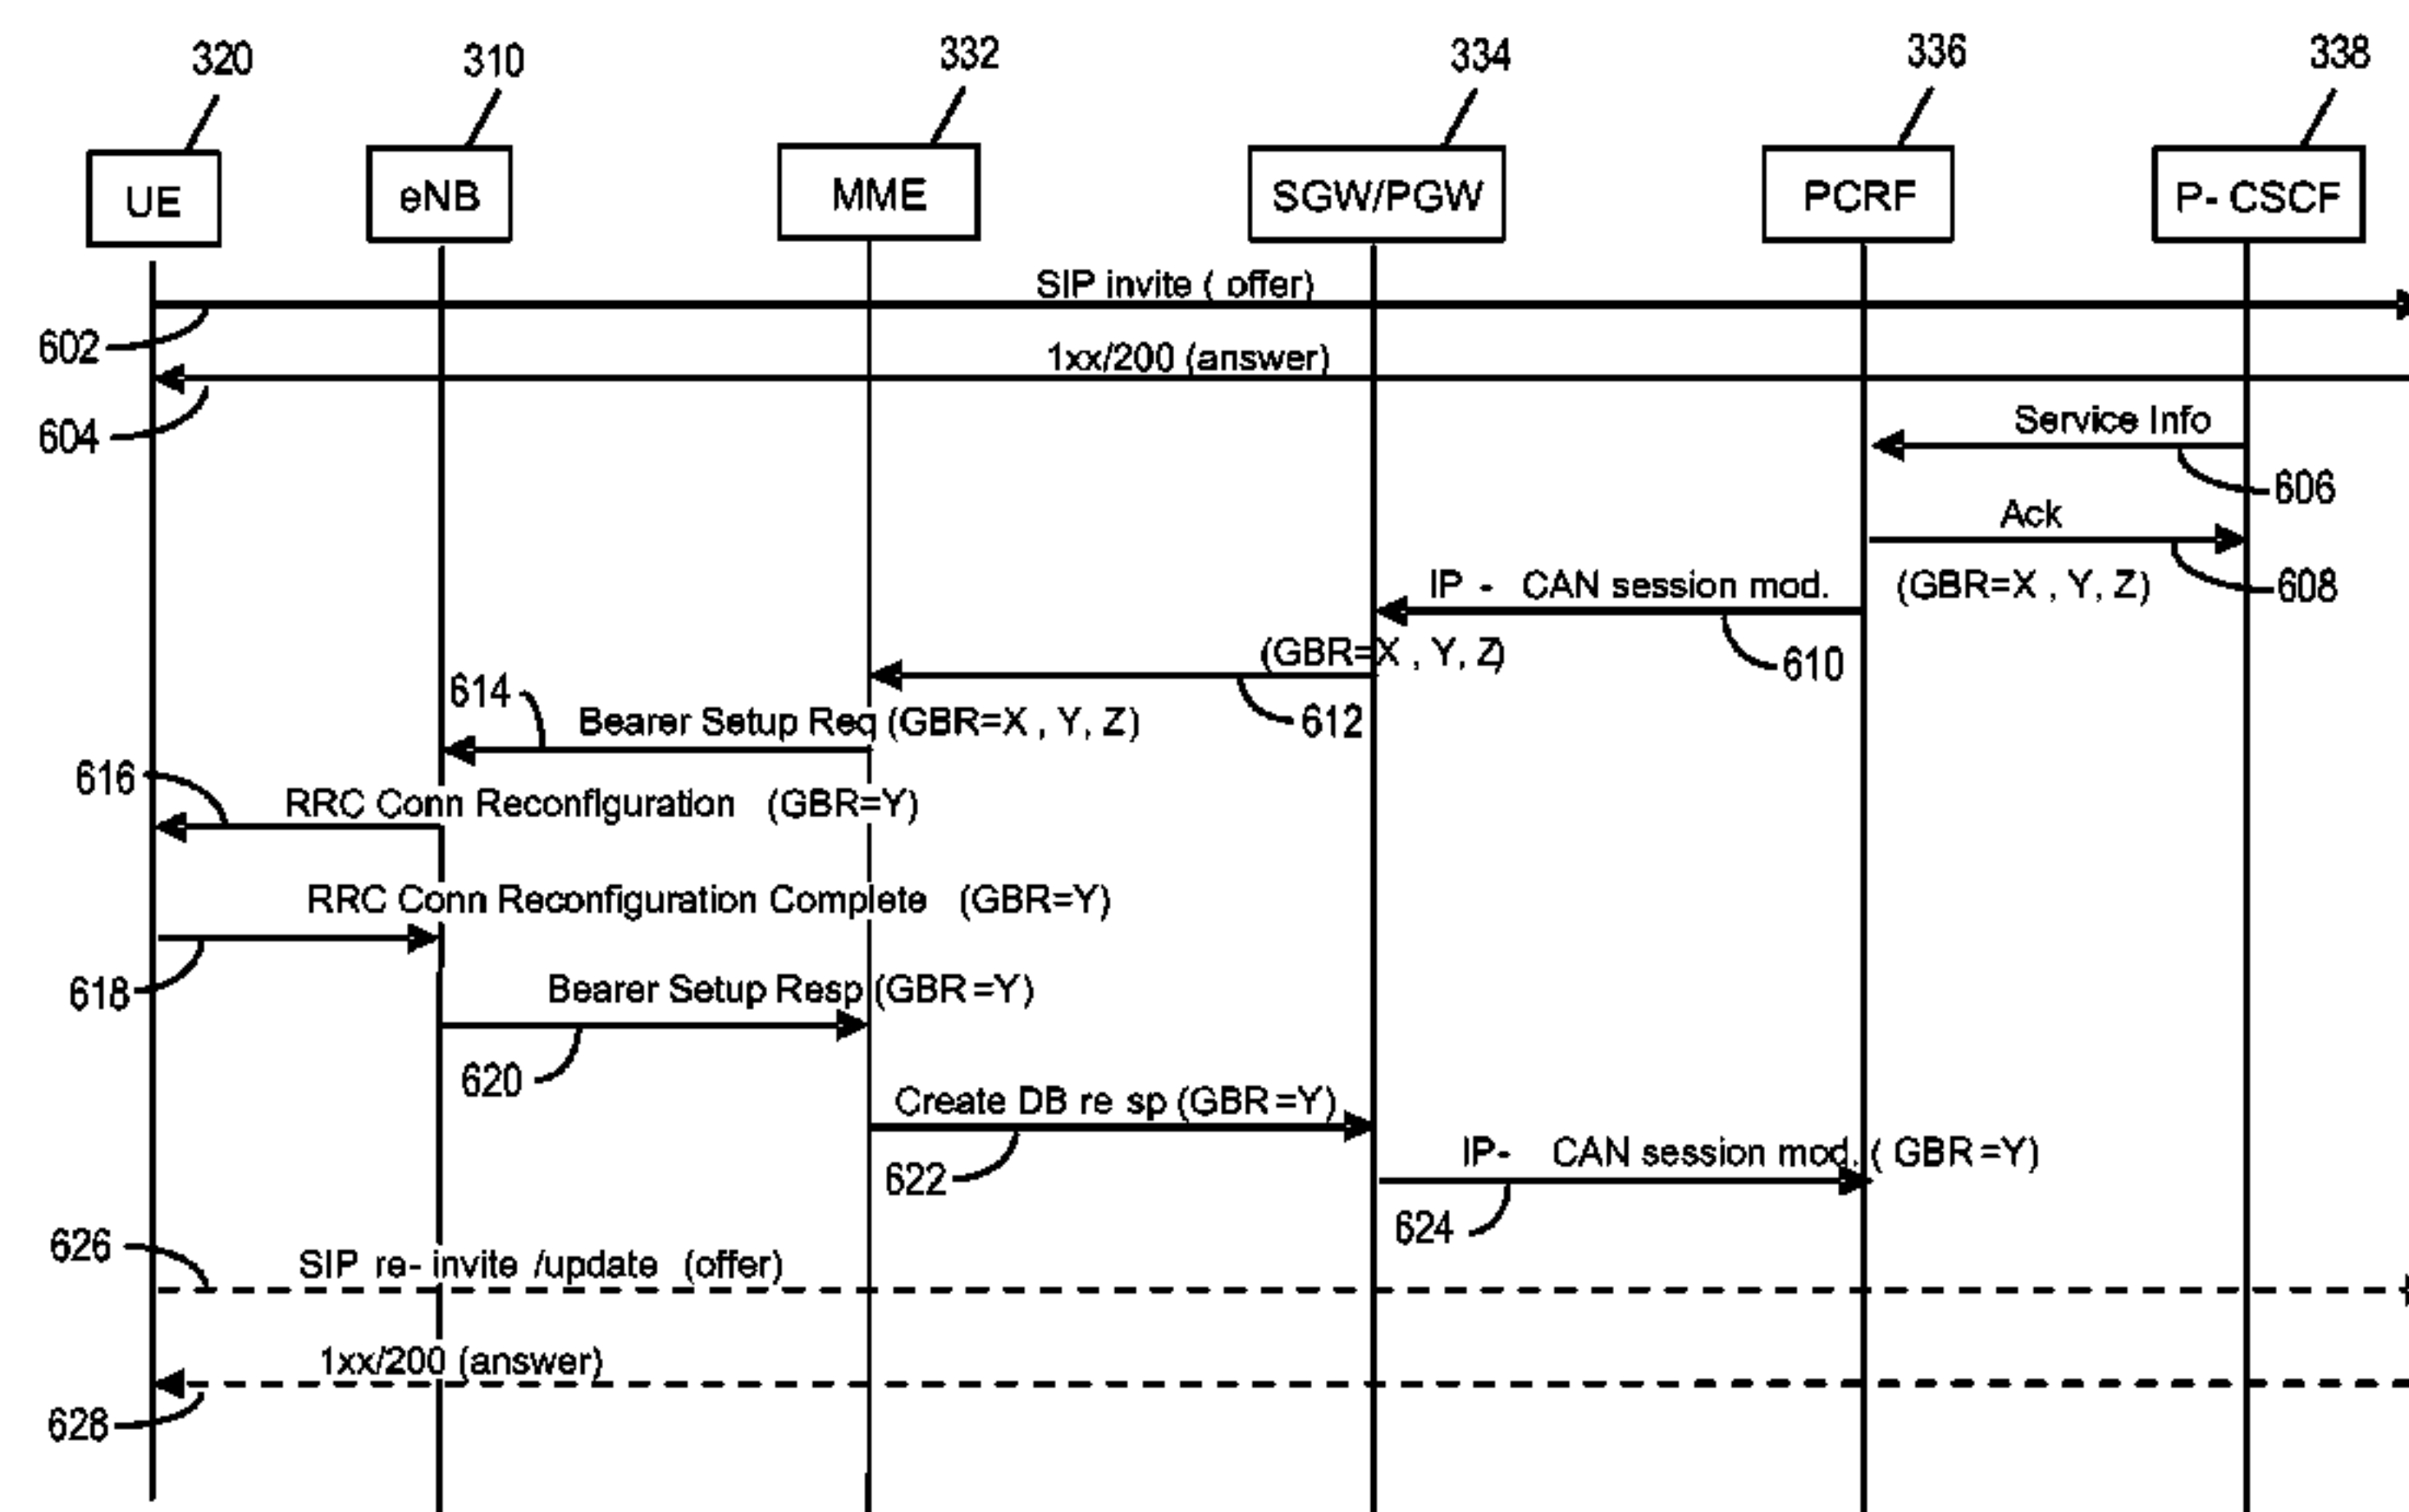 320 310 332 334 336 338
UE eNB MME SGW/PGW PCRF P- CSCF
SIP invite ( offer)
602
1xx/200 (answer)
604
Service Info
606
Ack
IP - CAN session mod. (GBR=X , Y, Z) 608
(GBR=X , Y, Z) 610
614
Bearer Setup Req (GBR=X , Y, Z) 612
616
RRC Conn Reconfiguration (GBR=Y)
RRC Conn Reconfiguration Complete (GBR=Y)
618
Bearer Setup Resp (GBR =Y)
620
Create DB re sp (GBR =Y)
622
IP- CAN session mod. ( GBR =Y)
624
626
SIP re- invite /update (offer)
1xx/200 (answer)
628